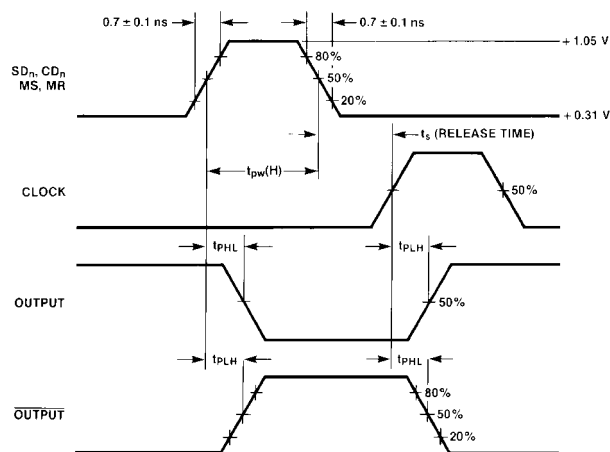 0.7 ± 0.1 ns
0.7 ± 0.1 ns
+ 1.05 V
SDn, CDn
MS, MR
80%
50%
20%
+ 0.31 V
ts (RELEASE TIME)
tpw(H)
CLOCK
50%
tPHL
tPLH
OUTPUT
50%
tPLH
tPHL
OUTPUT
80%
50%
20%